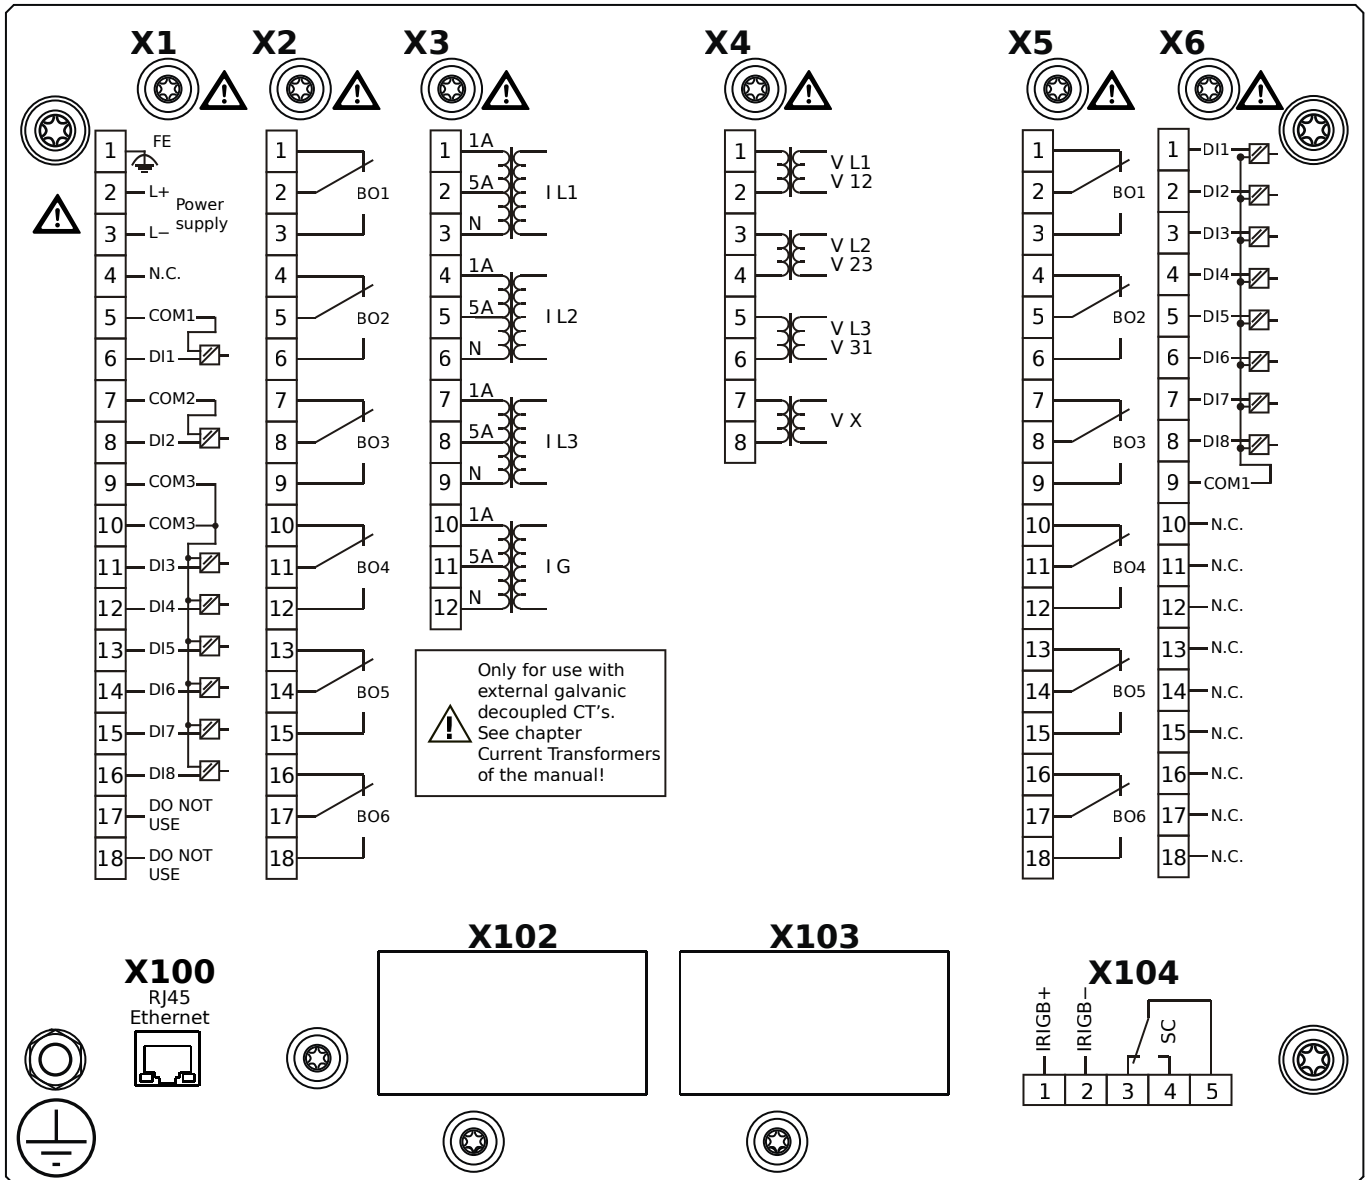 X1
X2
X3
X4
X5
X6
1 FE
2 L+
Power
supply
3 L−
4 N.C.
5 COM1
6 DI1
7 COM2
8 DI2
9 COM3
10 COM3
11 DI3
12 DI4
13 DI5
14 DI6
15 DI7
16 DI8
17 DO NOT
USE
18 DO NOT
USE
1
2 BO1
3
4
5 BO2
6
7
8 BO3
9
10
11 BO4
12
13
14 BO5
15
16
17 BO6
18
1 1A
2 5A I L1
3 N
4 1A
5 5A I L2
6 N
7 1A
8 5A I L3
9 N
10 1A
11 5A I G
12 N
Only for use with
external galvanic
decoupled CT's.
See chapter
Current Transformers
of the manual!
1 V L1
2 V 12
3 V L2
4 V 23
5 V L3
6 V 31
7 V X
8
1
2 BO1
3
4
5 BO2
6
7
8 BO3
9
10
11 BO4
12
13
14 BO5
15
16
17 BO6
18
1 DI1
2 DI2
3 DI3
4 DI4
5 DI5
6 DI6
7 DI7
8 DI8
9 COM1
10 N.C.
11 N.C.
12 N.C.
13 N.C.
14 N.C.
15 N.C.
16 N.C.
17 N.C.
18 N.C.
X100
RJ45
Ethernet
X102
X103
X104
IRIGB+
IRIGB−
SC
1 2 3 4 5